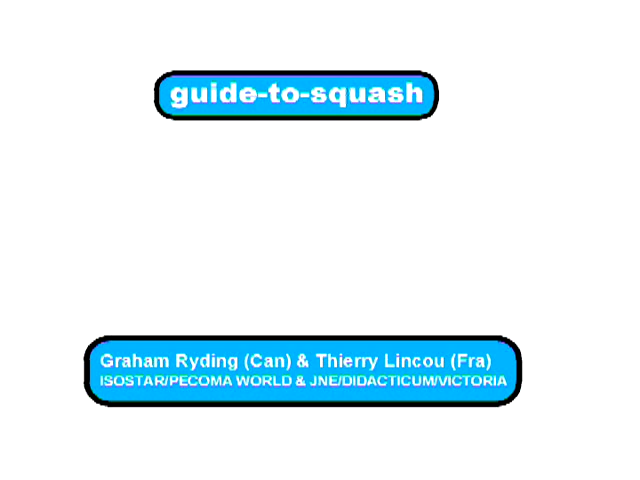 guide-to-squash
Graham Ryding (Can) & Thierry Lincou (Fra)
ISOSTAR/PECOMA WORLD & JNE/DIDACTICUM/VICTORIA